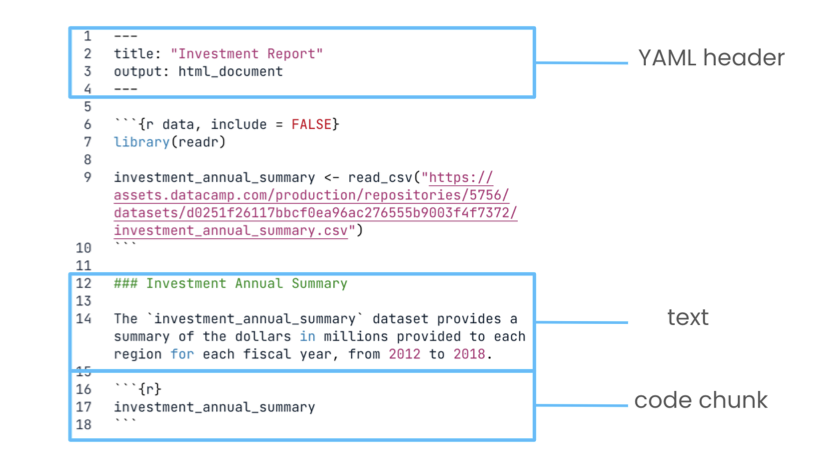 1 ---
2 title: "Investment Report"
3 output: html_document
4 ---
YAML header
5
6 ```{r data, include = FALSE}
7 library(readr)
8
9 investment_annual_summary <- read_csv("https://
assets.datacamp.com/production/repositories/5756/
datasets/d0251f26117bbcf0ea96ac276555b9003f4f7372/
investment_annual_summary.csv")
10 ```
11
12 ### Investment Annual Summary
13
14 The `investment_annual_summary` dataset provides a
summary of the dollars in millions provided to each
region for each fiscal year, from 2012 to 2018.
text
15
16 ```{r}
17 investment_annual_summary
18 ```
code chunk